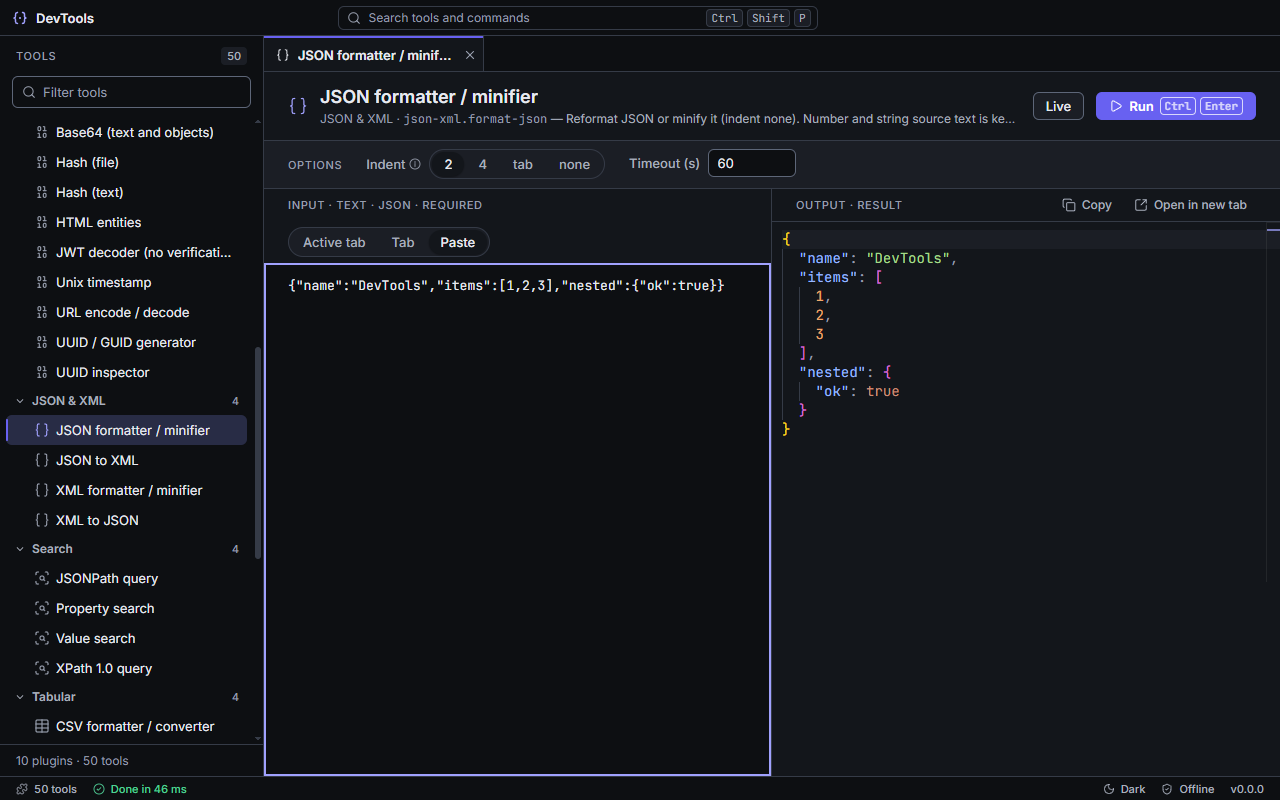 DevTools
Search tools and commands
Ctrl Shift P
TOOLS
50
Filter tools
Base64 (text and objects)
Hash (file)
Hash (text)
HTML entities
JWT decoder (no verificati...
Unix timestamp
URL encode / decode
UUID / GUID generator
UUID inspector
JSON & XML 4
JSON formatter / minifier
JSON to XML
XML formatter / minifier
XML to JSON
Search 4
JSONPath query
Property search
Value search
XPath 1.0 query
Tabular 4
CSV formatter / converter
10 plugins · 50 tools
JSON formatter / minif...
JSON formatter / minifier
JSON & XML · json-xml.format-json — Reformat JSON or minify it (indent none). Number and string source text is ke...
Live
Run Ctrl Enter
OPTIONS
Indent
2 4 tab none
Timeout (s)
60
INPUT · TEXT · JSON · REQUIRED
Active tab Tab Paste
{"name":"DevTools","items":[1,2,3],"nested":{"ok":true}}
OUTPUT · RESULT
Copy
Open in new tab
{
  "name": "DevTools",
  "items": [
    1,
    2,
    3
  ],
  "nested": {
    "ok": true
  }
}
50 tools
Done in 46 ms
Dark
Offline
v0.0.0